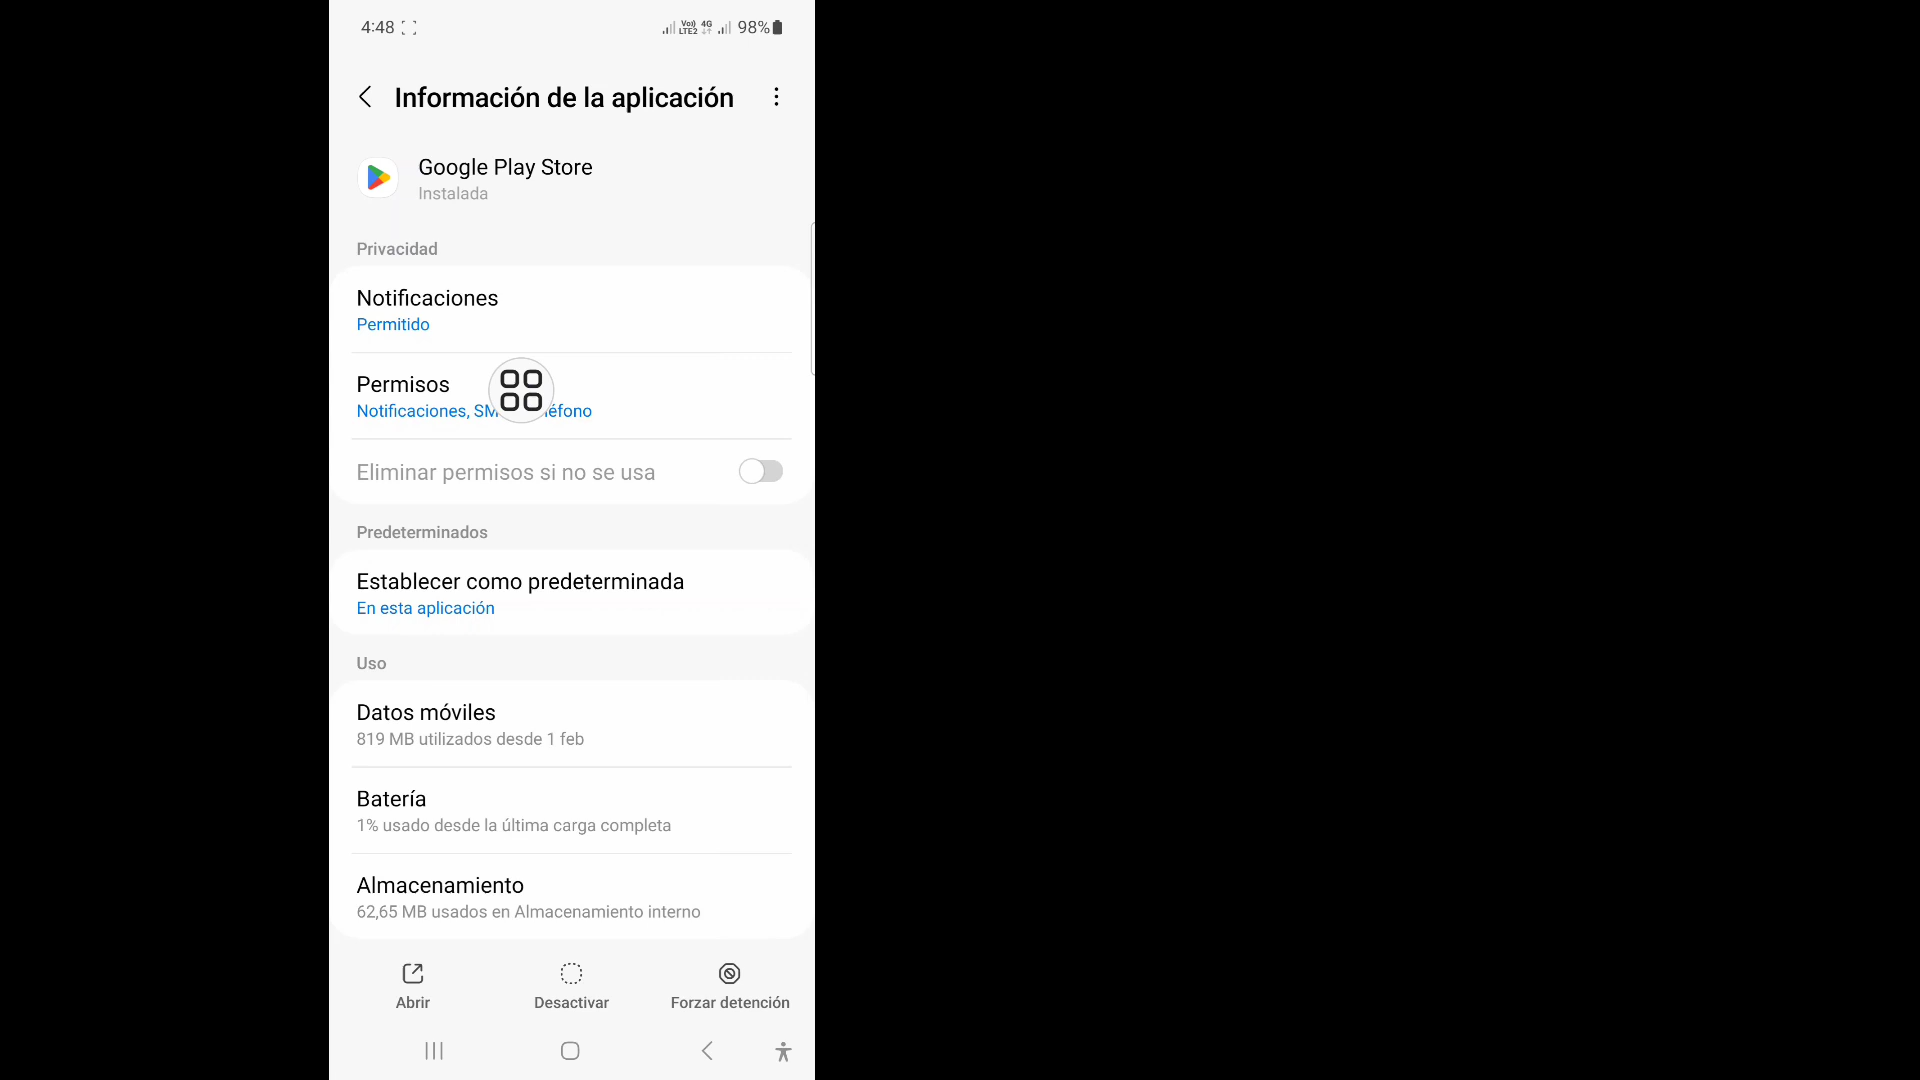 4:48
Vo)) LTE2 4G 98%
Información de la aplicación
Google Play Store
Instalada
Privacidad
Notificaciones
Permitido
Permisos
Notificaciones, SM éfono
Eliminar permisos si no se usa
Predeterminados
Establecer como predeterminada
En esta aplicación
Uso
Datos móviles
819 MB utilizados desde 1 feb
Batería
1% usado desde la última carga completa
Almacenamiento
62,65 MB usados en Almacenamiento interno
Abrir
Desactivar
Forzar detención